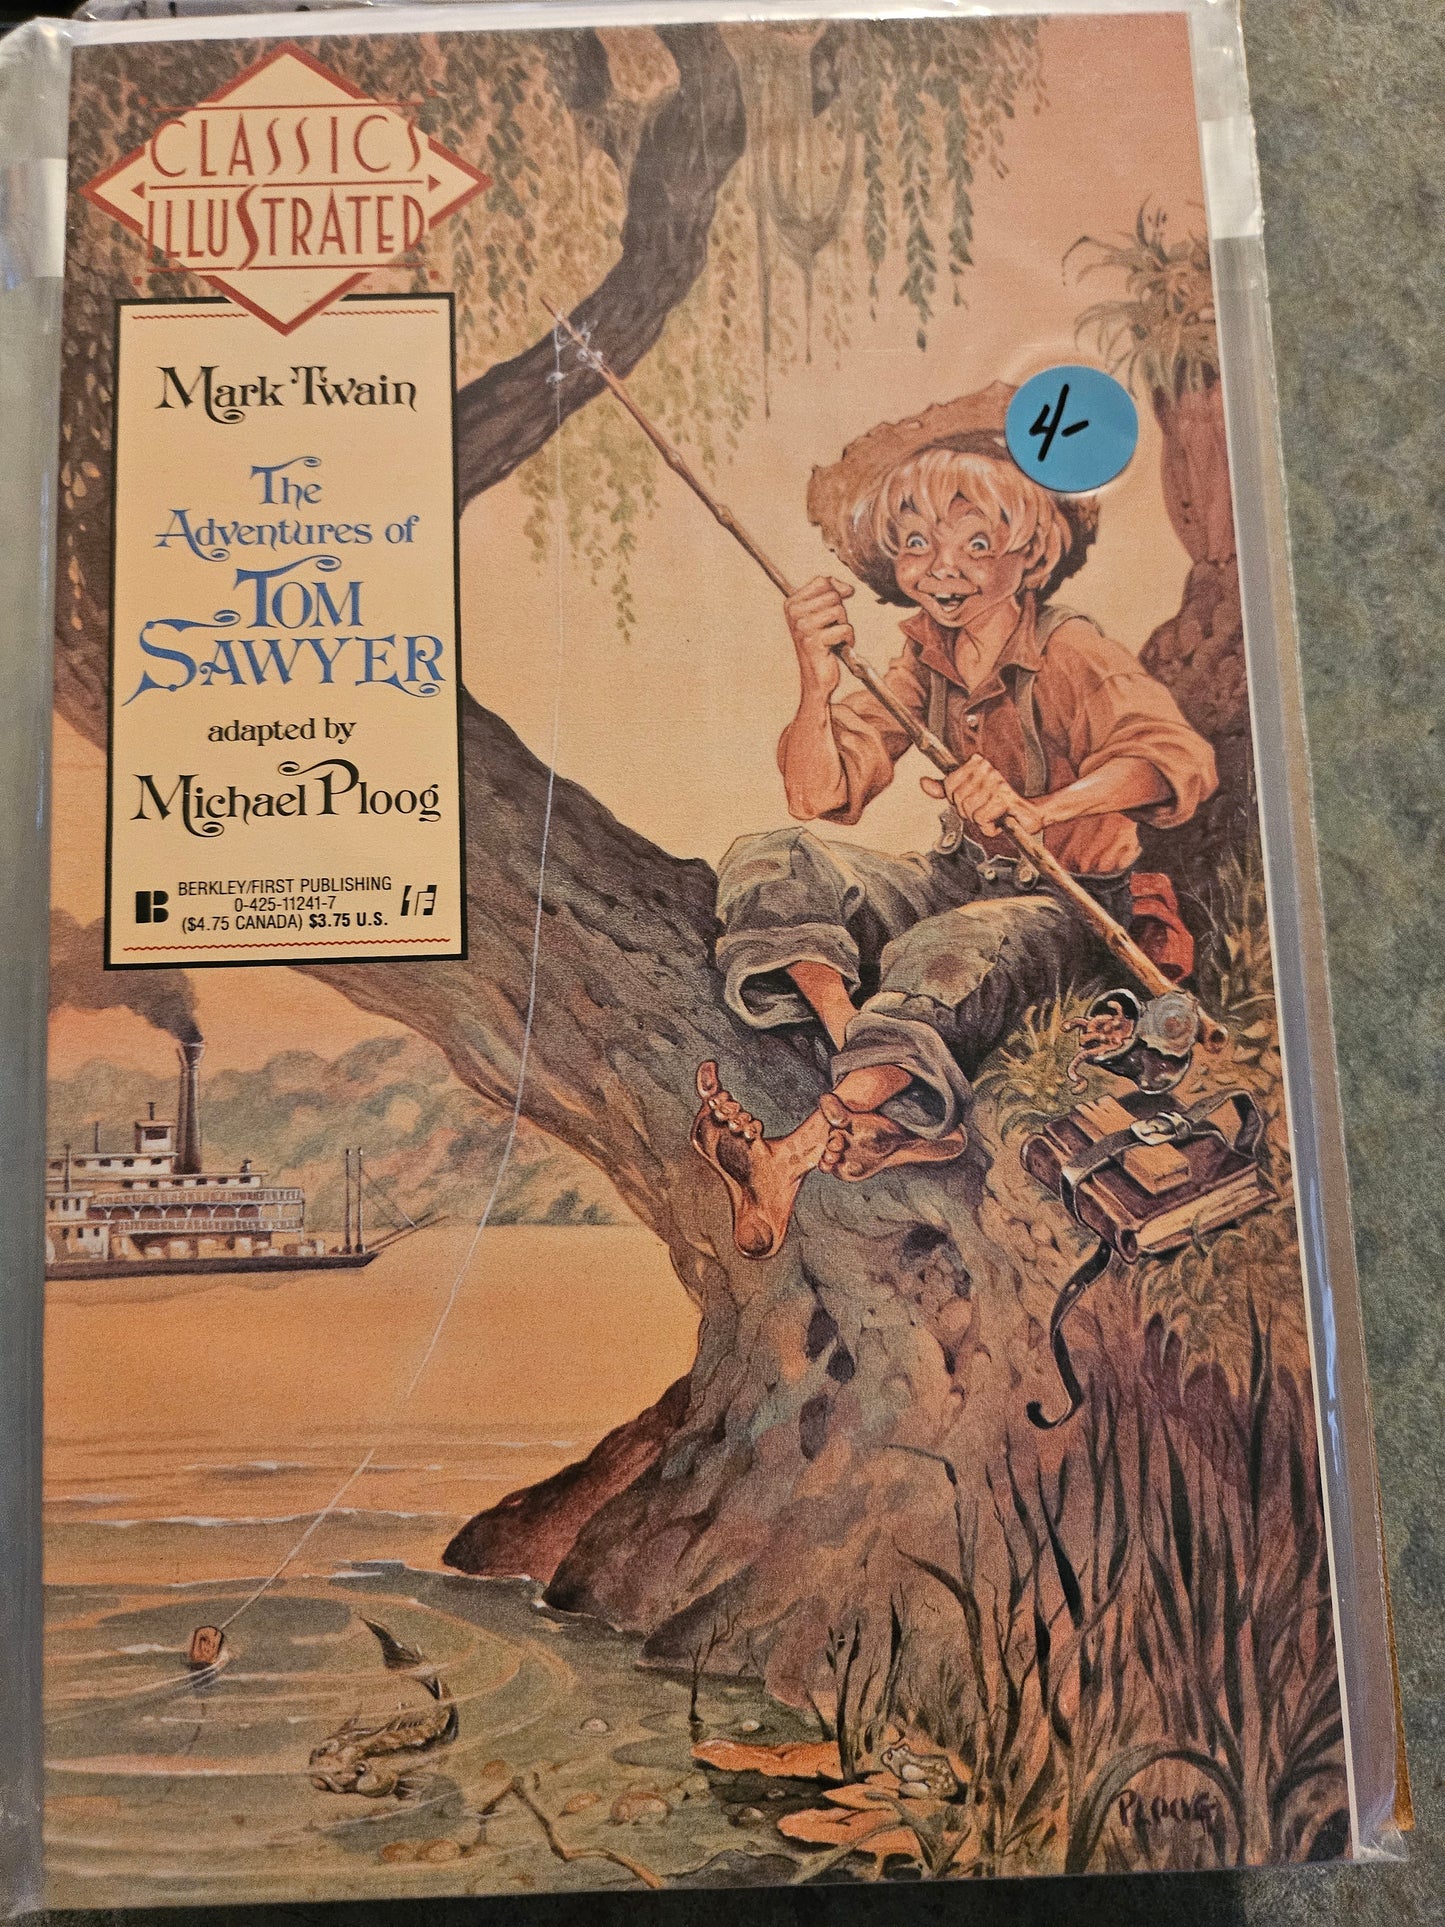 CLASSICS
ILLUSTRATED
Mark Twain
The
Adventures of
TOM
SAWYER
adapted by
Michael Ploog
B BERKLEY/FIRST PUBLISHING 1F
0-425-11241-7
($4.75 CANADA) $3.75 U.S.
4-
PLOOG